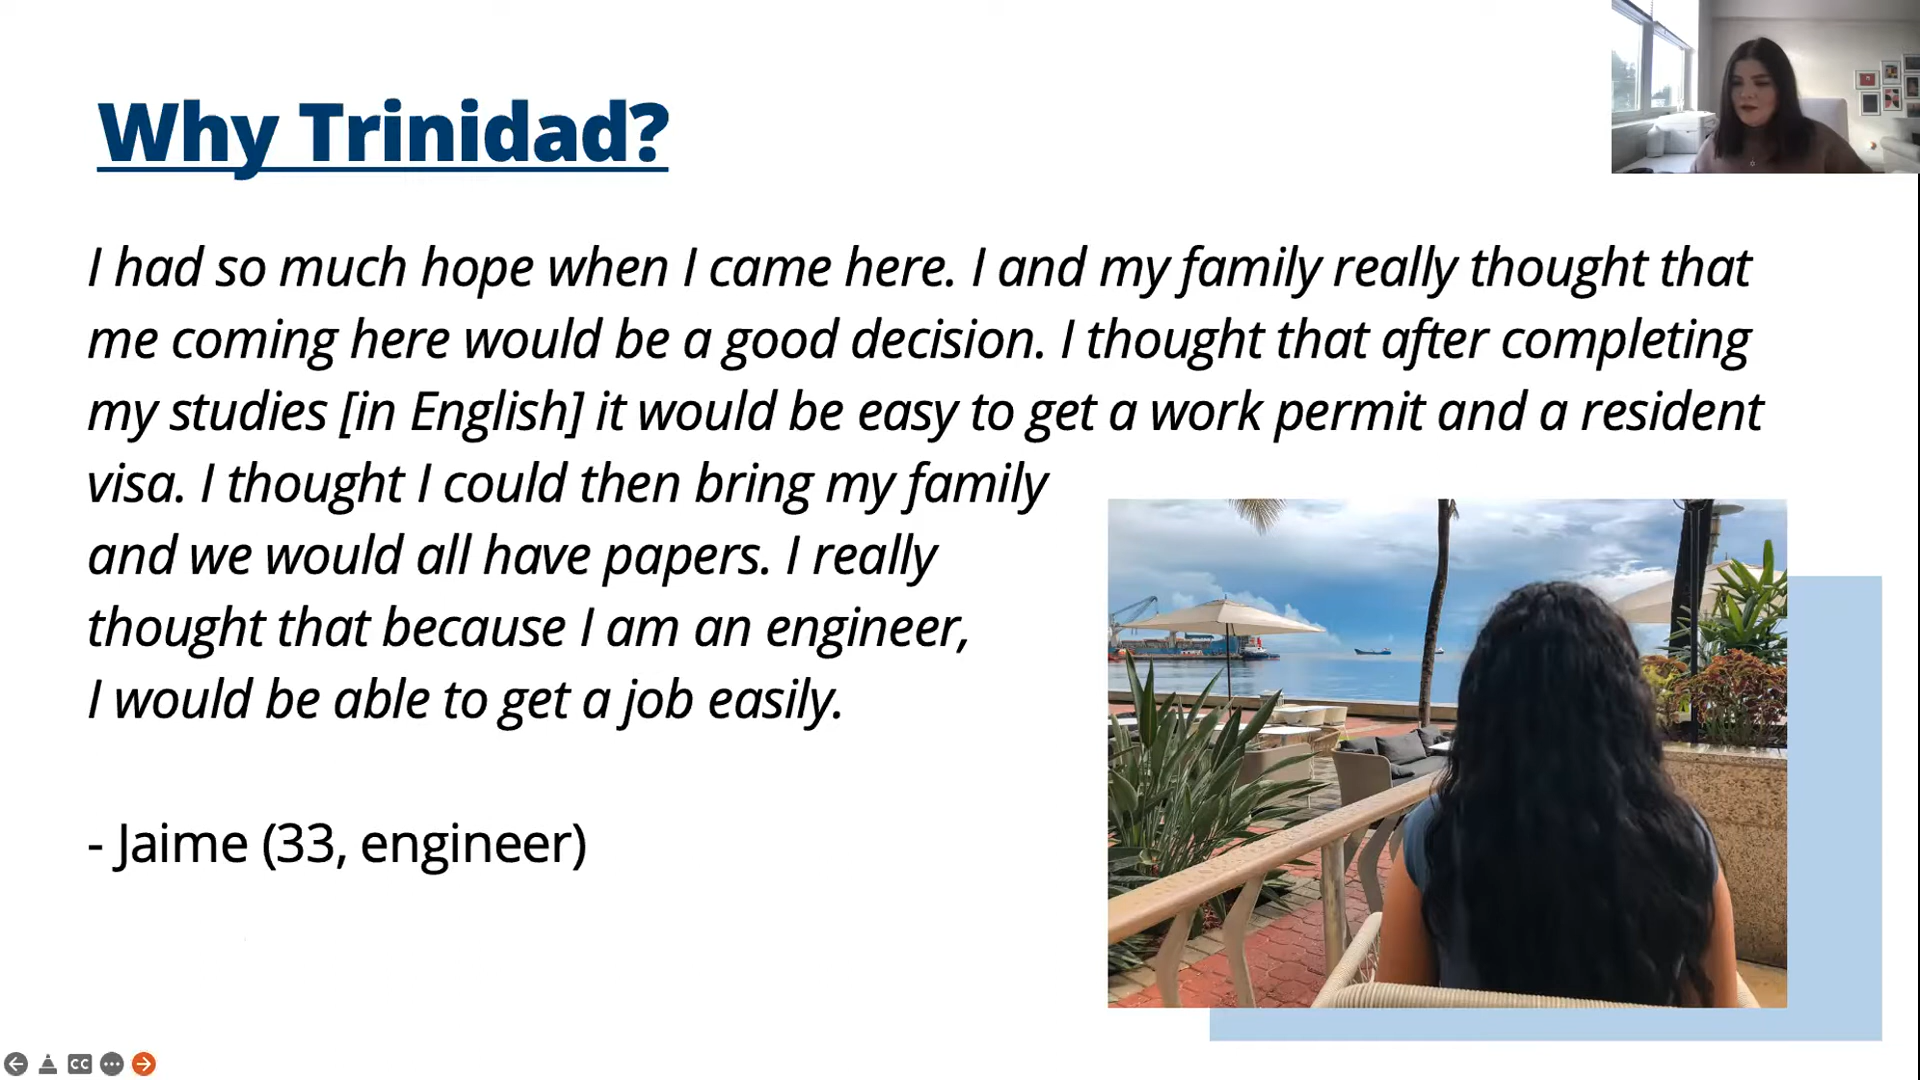 Why Trinidad?
I had so much hope when I came here. I and my family really thought that
me coming here would be a good decision. I thought that after completing
my studies [in English] it would be easy to get a work permit and a resident
visa. I thought I could then bring my family
and we would all have papers. I really
thought that because I am an engineer,
I would be able to get a job easily.
- Jaime (33, engineer)
CC